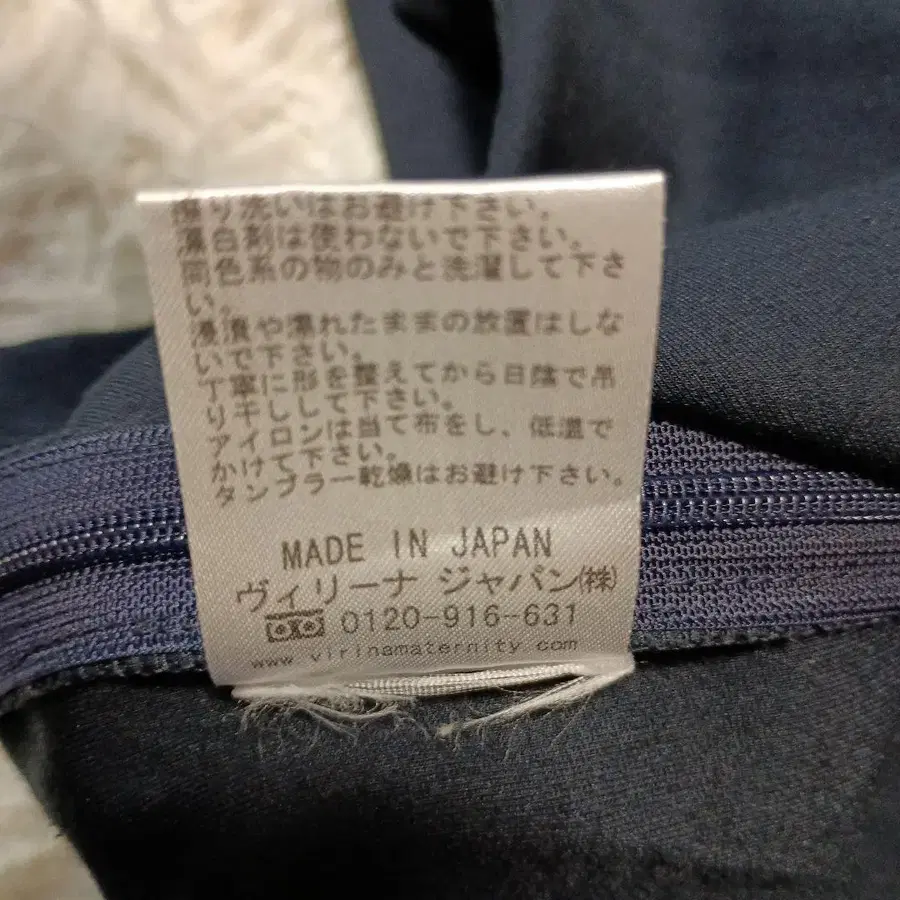 擦り洗いはお避け下さい。
漂白剤は使わないで下さい。
同色系の物のみと洗濯して下さ
い。
浸漬や濡れたままの放置はしな
いで下さい。
丁寧に形を整えてから日陰で吊
り干しして下さい。
アイロンは当て布をし、低温で
かけて下さい。
タンブラー乾燥はお避け下さい。
MADE IN JAPAN
ヴィリーナ ジャパン㈱
0120-916-631
www.virinamaternity.com